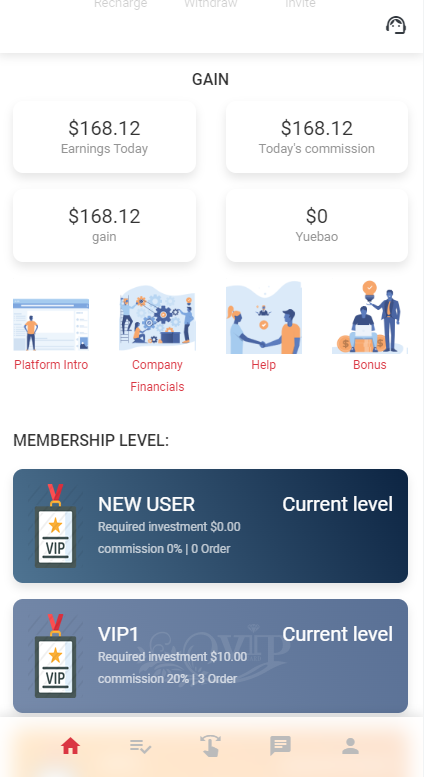 Recharge Withdraw Invite
GAIN
$168.12 $168.12
Earnings Today Today's commission
$168.12 $0
gain Yuebao
Platform Intro Company Help Bonus
Financials
MEMBERSHIP LEVEL:
NEW USER Current level
Required investment $0.00
VIP
commission 0% | 0 Order
VIP1 Current level
VIP
Required investment $10.00
VIP
commission 20% | 3 Order